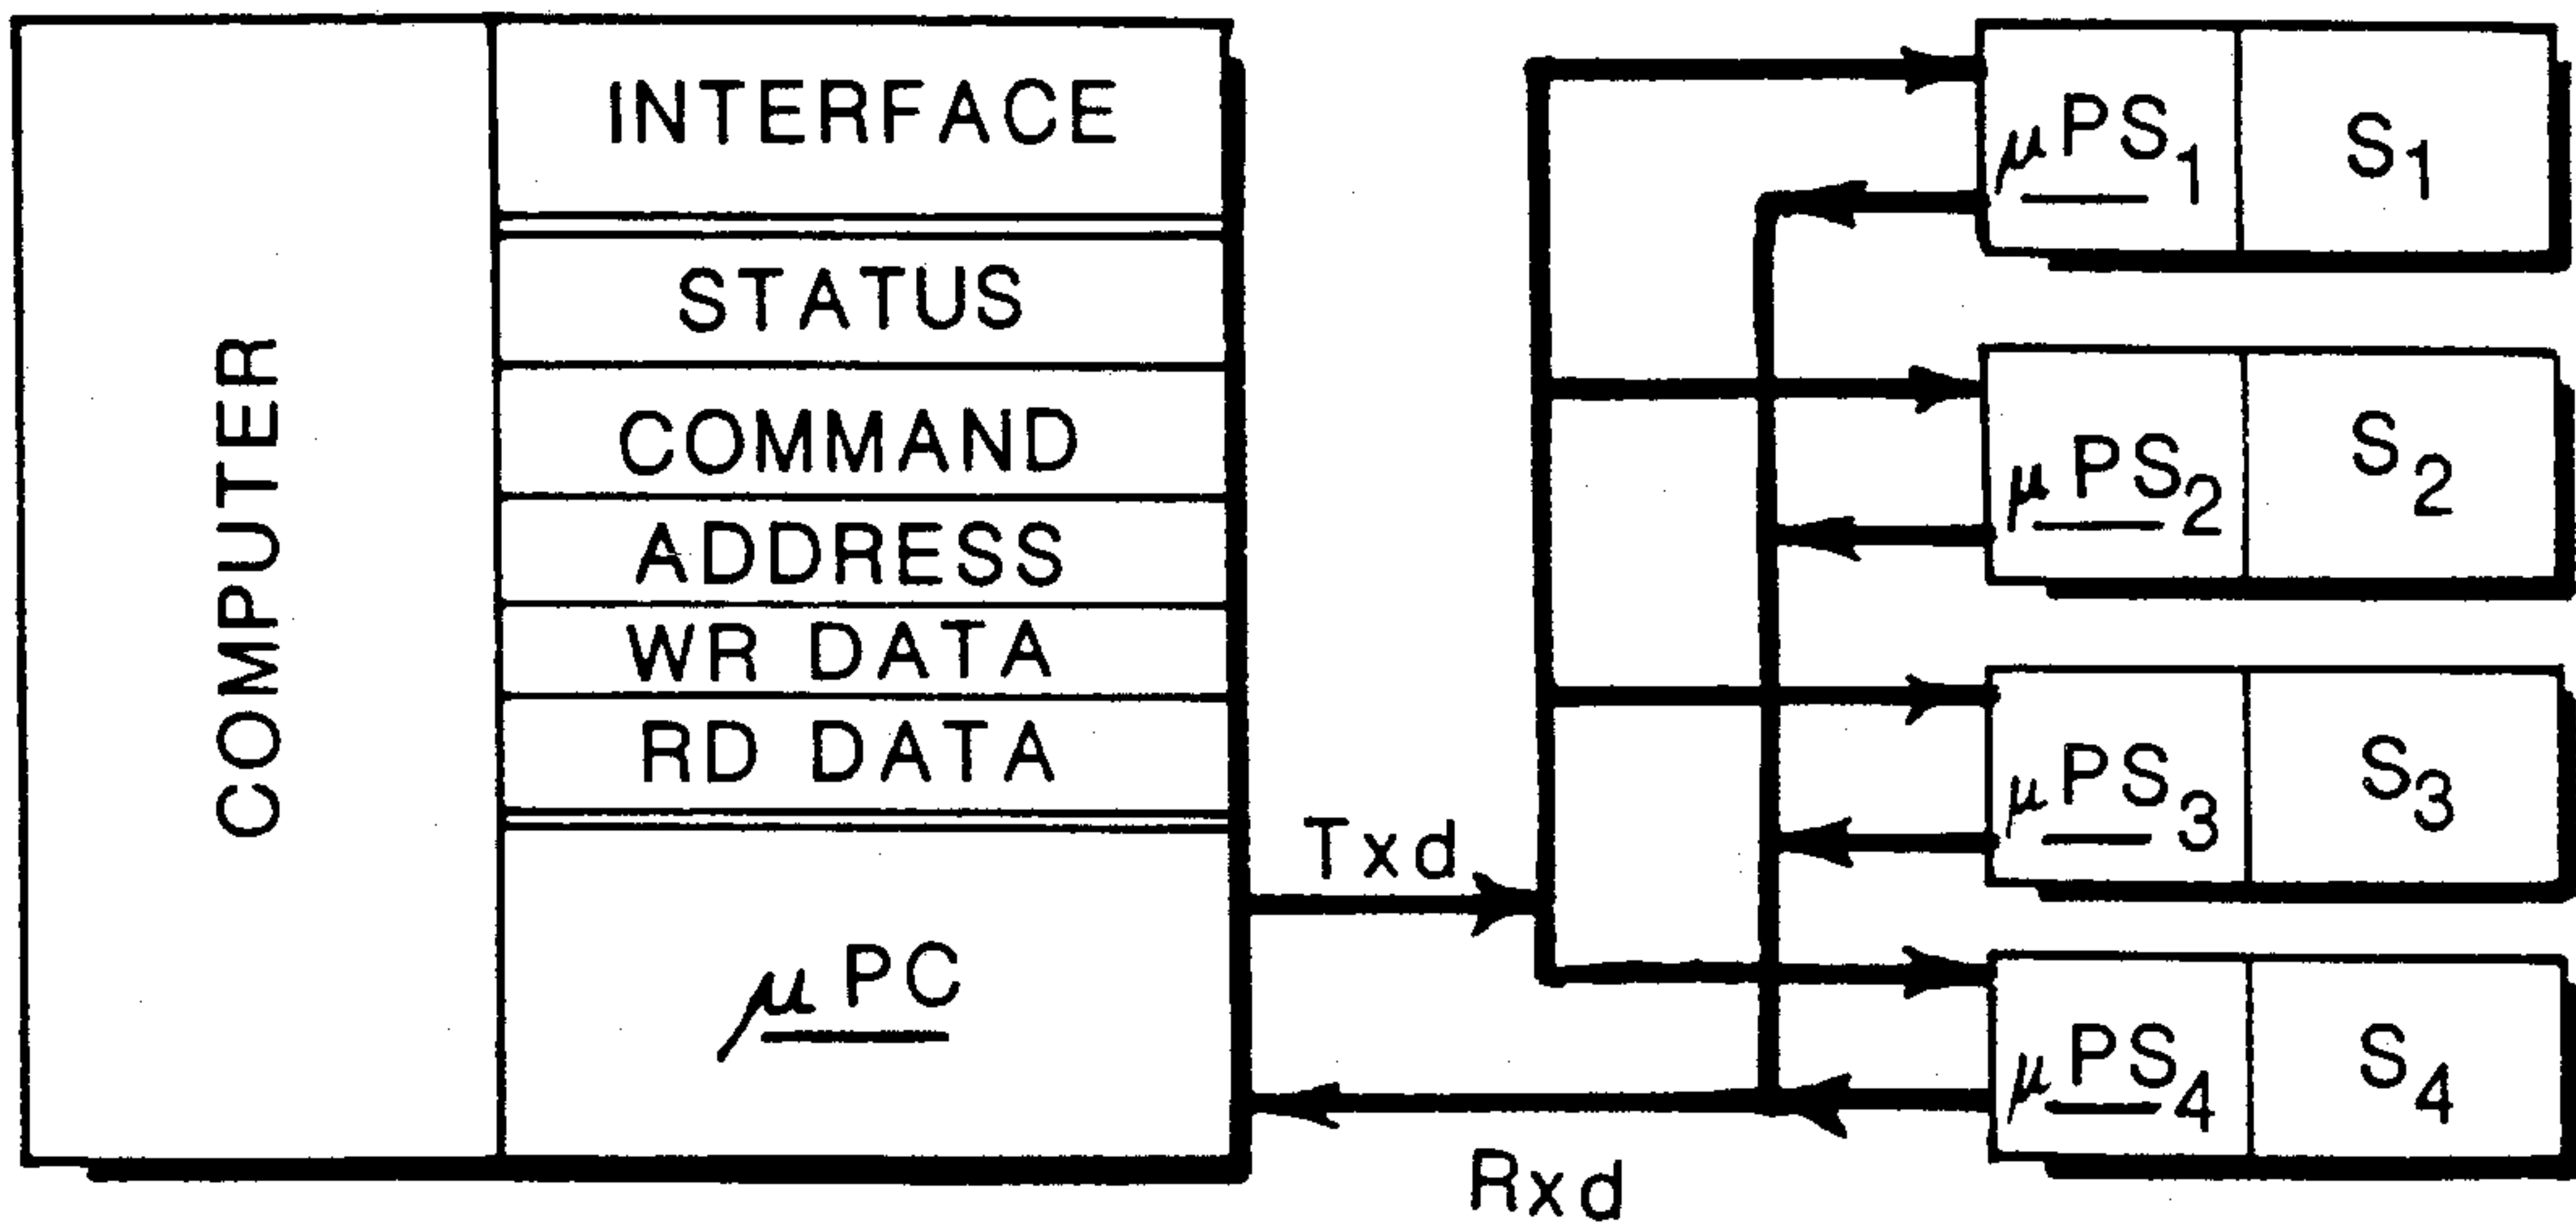 COMPUTER
INTERFACE
STATUS
COMMAND
ADDRESS
WR DATA
RD DATA
μPC
Txd
Rxd
μPS1
S1
μPS2
S2
μPS3
S3
μPS4
S4